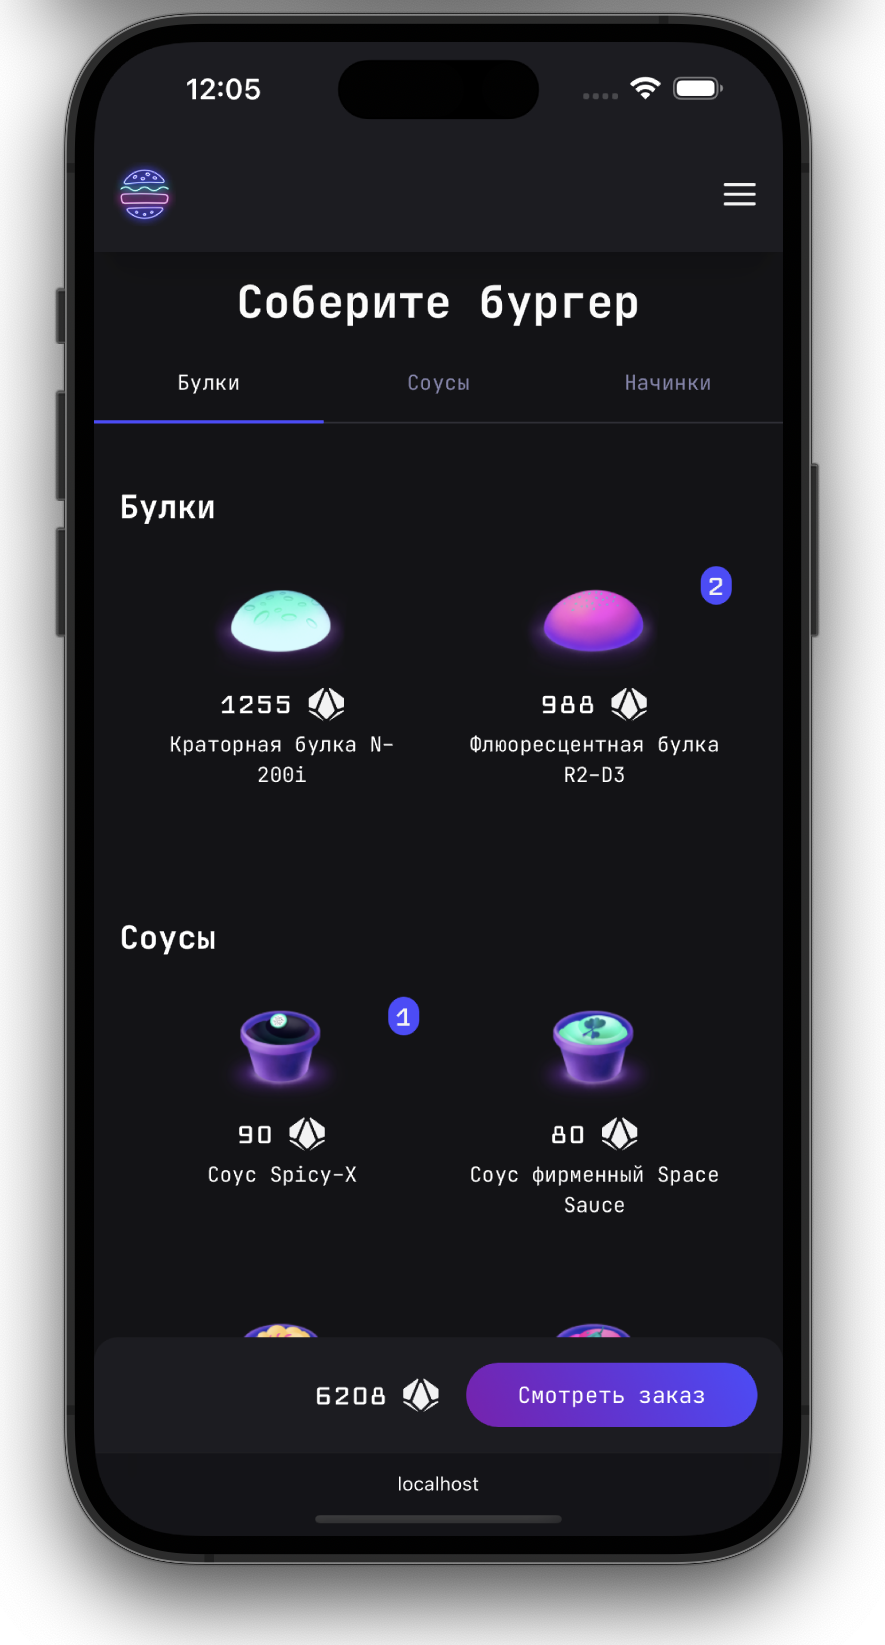 12:05
Соберите бургер
Булки Соусы Начинки
Булки
2
1255 988
Краторная булка N-
200i
Флюоресцентная булка
R2-D3
Соусы
1
90 80
Соус Spicy-X
Соус фирменный Space
Sauce
6208 Смотреть заказ
localhost